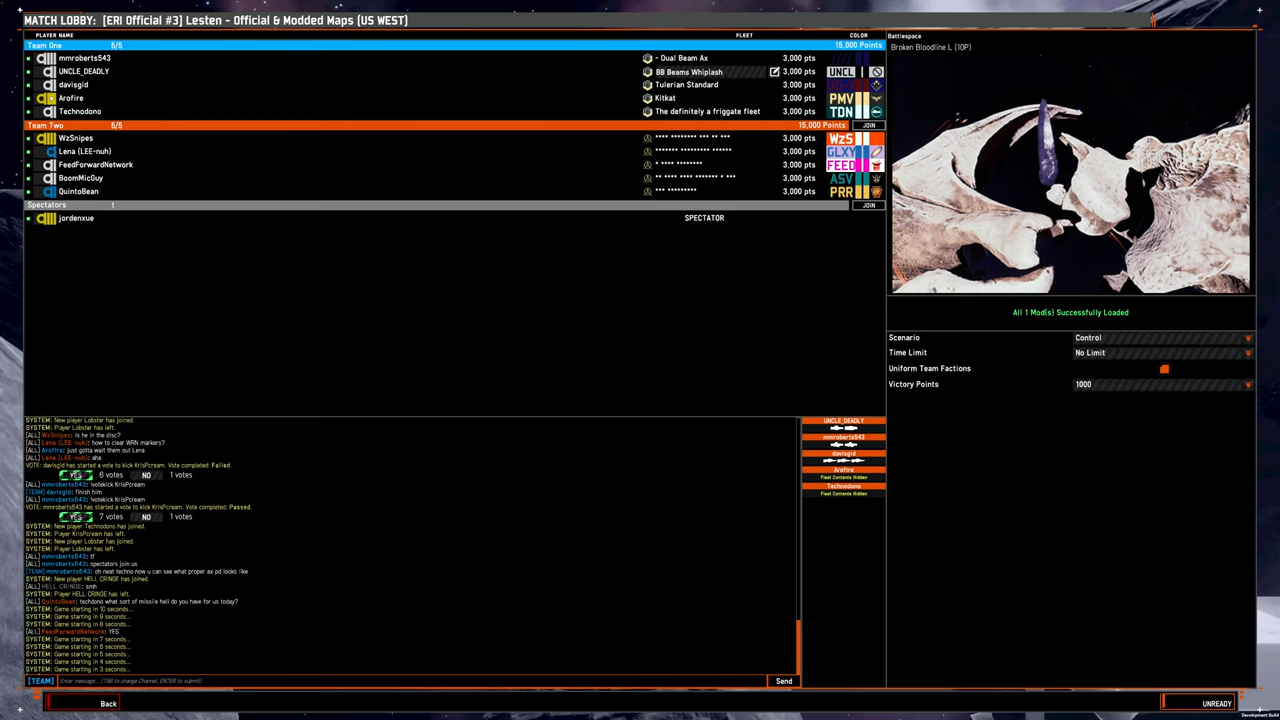 MATCH LOBBY: [ERI Official #3] Lesten - Official & Modded Maps (US WEST)
PLAYER NAME FLEET COLOR
Team One 5/5 15,000 Points
mmroberts543 - Dual Beam Ax 3,000 pts
UNCLE_DEADLY BB Beams Whiplash 3,000 pts UNCL
davisgid Tulerian Standard 3,000 pts
Arofire Kitkat 3,000 pts PMV
Technodono The definitely a friggate fleet 3,000 pts TDN
Team Two 5/5 15,000 Points JOIN
WzSnipes •• •••• •••••••• ••• •• ••• 3,000 pts WzS
Lena (LEE-nuh) ••••••• ••••••••• •••••• 3,000 pts GLXY
FeedForwardNetwork • •••• •••••••• 3,000 pts FEED
BoomMicGuy •• •••• •••• ••••••• • ••• 3,000 pts ASV
QuintoBean ••• ••••••••• 3,000 pts PRR
Spectators 1 JOIN
jordenxue SPECTATOR
Battlespace
Broken Bloodline L (10P)
All 1 Mod(s) Successfully Loaded
Scenario Control
Time Limit No Limit
Uniform Team Factions
Victory Points 1000
SYSTEM: New player Lobster has joined.
SYSTEM: Player Lobster has left.
[ALL] WzSnipes: Is he in the disc?
[ALL] Lena (LEE-nuh): how to clear WRN markers?
[ALL] Arofire: just gotta wait them out Lena
[ALL] Lena (LEE-nuh): aha
VOTE: davisgid has started a vote to kick KrisPcream. Vote completed: Failed.
YES 6 votes NO 1 votes
[ALL] mmroberts543: !votekick KrisPcream
[TEAM] davisgid: finish him
[ALL] mmroberts543: !votekick KrisPcream
VOTE: mmroberts543 has started a vote to kick KrisPcream. Vote completed: Passed.
YES 7 votes NO 1 votes
SYSTEM: New player Technodono has joined.
SYSTEM: Player KrisPcream has left.
SYSTEM: New player Lobster has joined.
SYSTEM: Player Lobster has left.
[ALL] mmroberts543: tf
[ALL] mmroberts543: spectators join us
[TEAM] mmroberts543: oh neat techno now u can see what proper ax pd looks like
SYSTEM: New player HELL CRINGE has joined.
[ALL] HELL CRINGE: smh
SYSTEM: Player HELL CRINGE has left.
[ALL] QuintoBean: techdono what sort of missile hell do you have for us today?
SYSTEM: Game starting in 10 seconds...
SYSTEM: Game starting in 9 seconds...
SYSTEM: Game starting in 8 seconds...
[ALL] FeedForwardNetwork: YES
SYSTEM: Game starting in 7 seconds...
SYSTEM: Game starting in 6 seconds...
SYSTEM: Game starting in 5 seconds...
SYSTEM: Game starting in 4 seconds...
SYSTEM: Game starting in 3 seconds...
UNCLE_DEADLY
mmroberts543
davisgid
Arofire
Fleet Contents Hidden
Technodono
Fleet Contents Hidden
[TEAM] Enter message... (TAB to change Channel, ENTER to submit) Send
Back UNREADY
Development Build